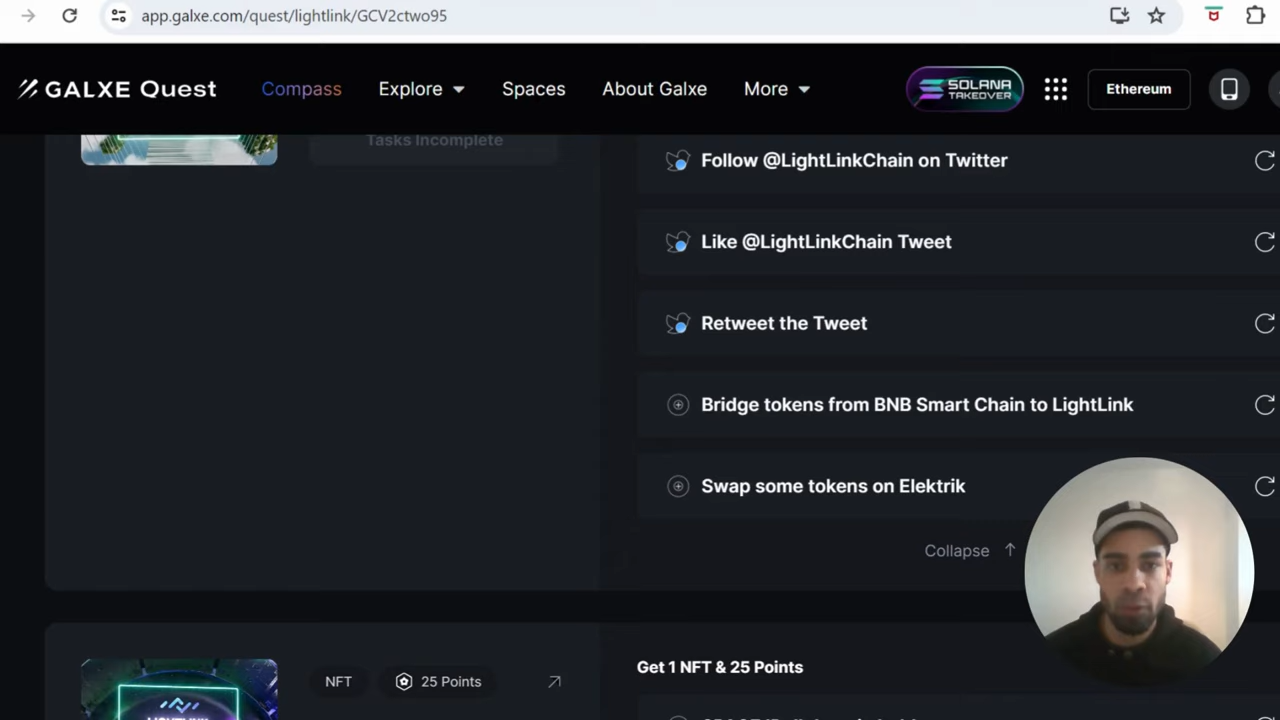 app.galxe.com/quest/lightlink/GCV2ctwo95
GALXE Quest
Compass
Explore
Spaces
About Galxe
More
SOLANA
TAKEOVER
Ethereum
Tasks Incomplete
Follow @LightLinkChain on Twitter
Like @LightLinkChain Tweet
Retweet the Tweet
Bridge tokens from BNB Smart Chain to LightLink
Swap some tokens on Elektrik
Collapse
NFT
25 Points
Get 1 NFT & 25 Points